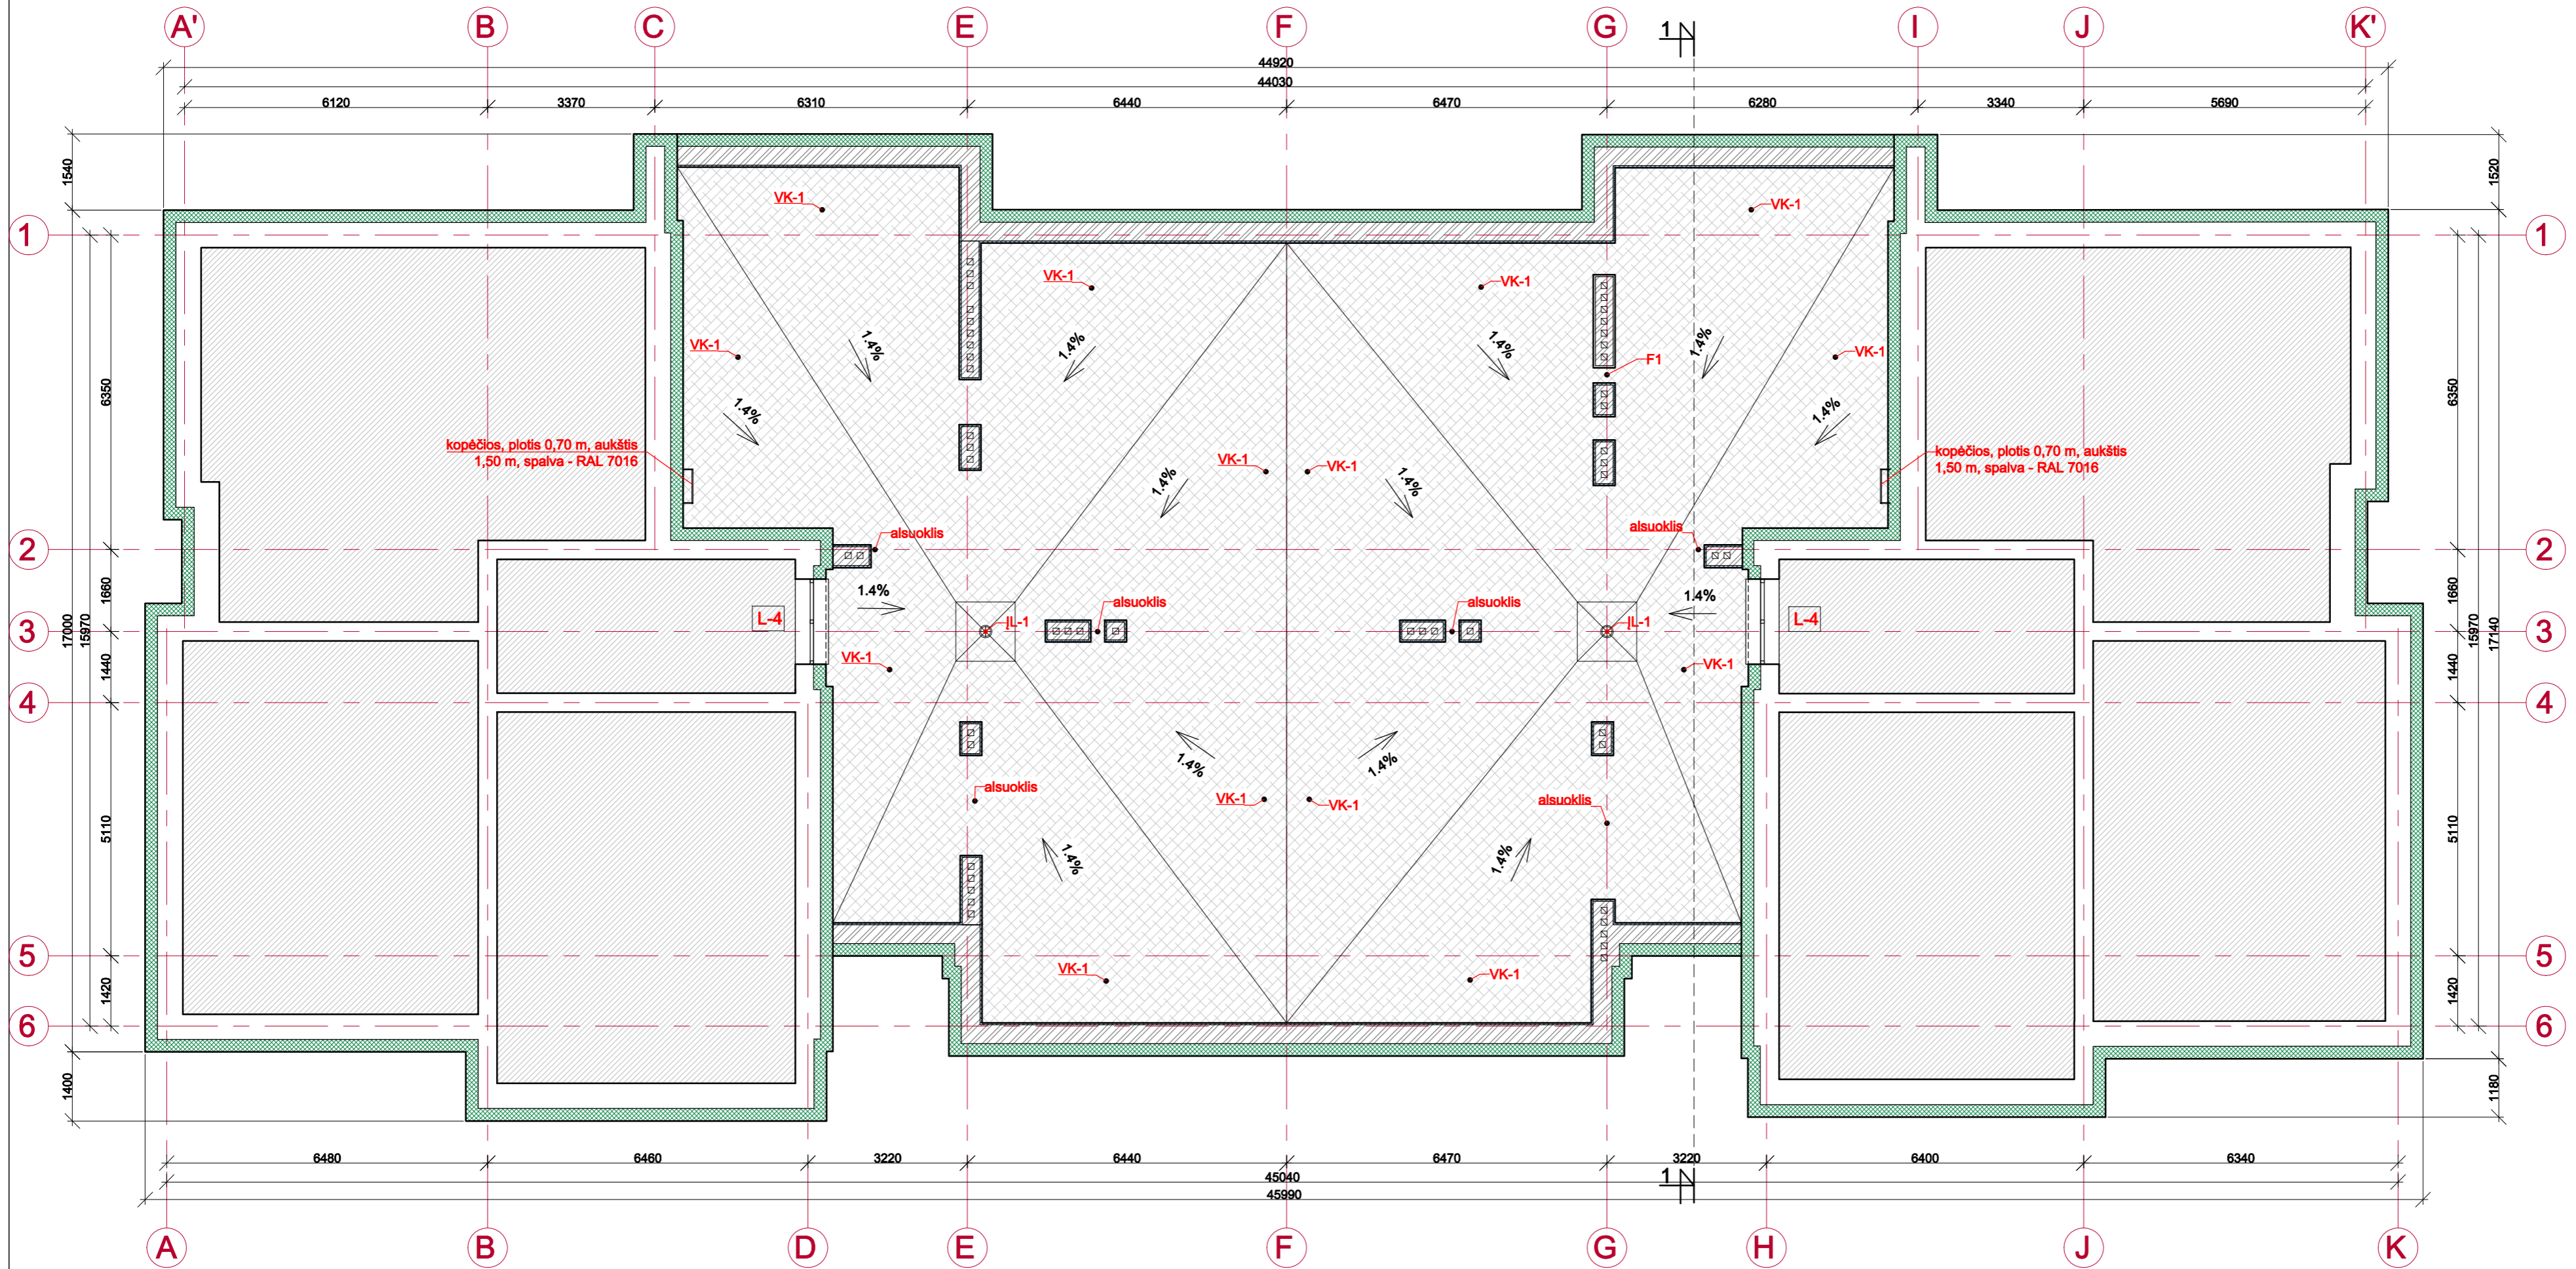 A' B C E F G I J K'
1 1
44920
44030
6120 3370 6310 6440 6470 6280 3340 5690
1540 1520
VK-1 VK-1
1 1
VK-1 VK-1
1.4% 1.4% 1.4% 1.4%
VK-1 F1 VK-1
6350 6350
1.4% 1.4%
kopėčios, plotis 0,70 m, aukštis
1,50 m, spalva - RAL 7016
kopėčios, plotis 0,70 m, aukštis
1,50 m, spalva - RAL 7016
VK-1 VK-1
1.4% 1.4%
alsuoklis alsuoklis
2 2
1660 1660
1.4% 1.4%
alsuoklis alsuoklis
L-4 L-4
ĮL-1 ĮL-1
3 3
17000 15970 15970 17140
1440 1440
VK-1 VK-1
4 4
1.4% 1.4%
alsuoklis
VK-1 VK-1 alsuoklis
5110 5110
1.4% 1.4%
5 5
VK-1 VK-1
1420 1420
6 6
1400 1180
6480 6460 3220 6440 6470 3220 6400 6340
45040
45990
1 1
A B D E F G H J K